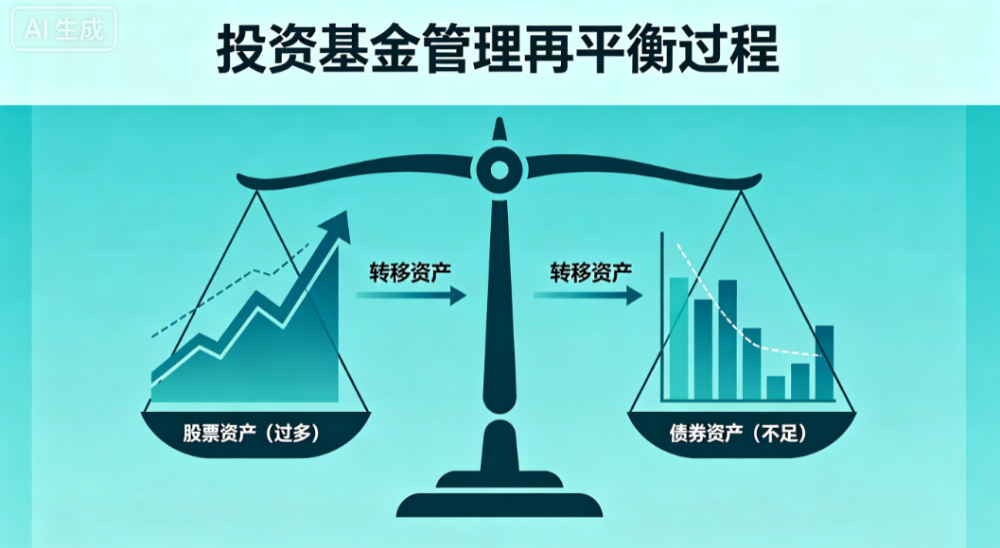 AI生成
投资基金管理再平衡过程
转移资产
转移资产
股票资产（过多）
债券资产（不足）